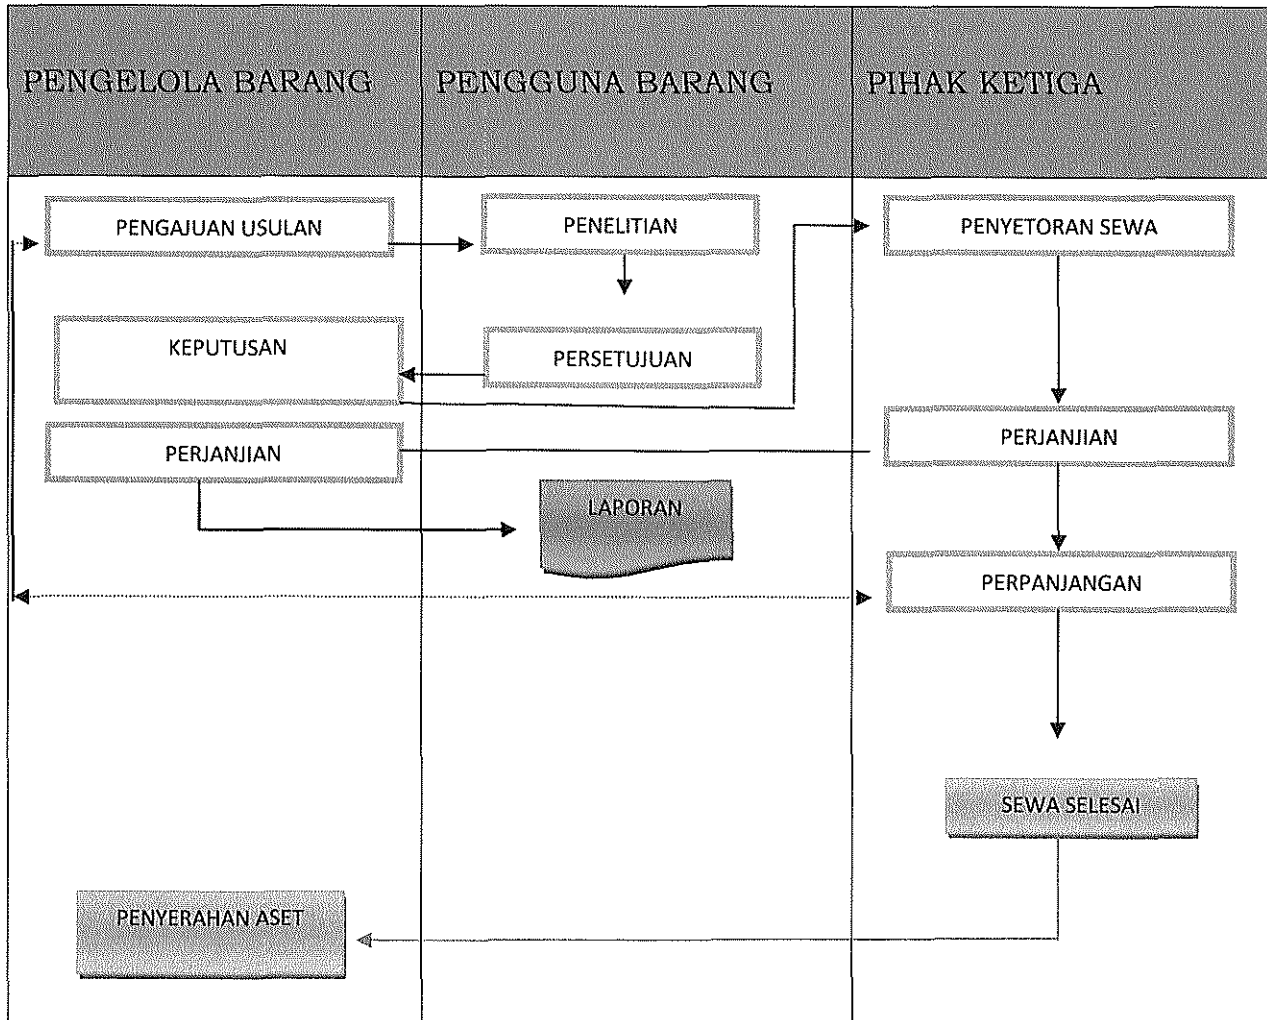 PENGELOLA BARANG
PENGGUNA BARANG
PIHAK KETIGA
PENGAJUAN USULAN
PENELITIAN
PENYETORAN SEWA
KEPUTUSAN
PERSETUJUAN
PERJANJIAN
PERJANJIAN
LAPORAN
PERPANJANGAN
SEWA SELESAI
PENYERAHAN ASET